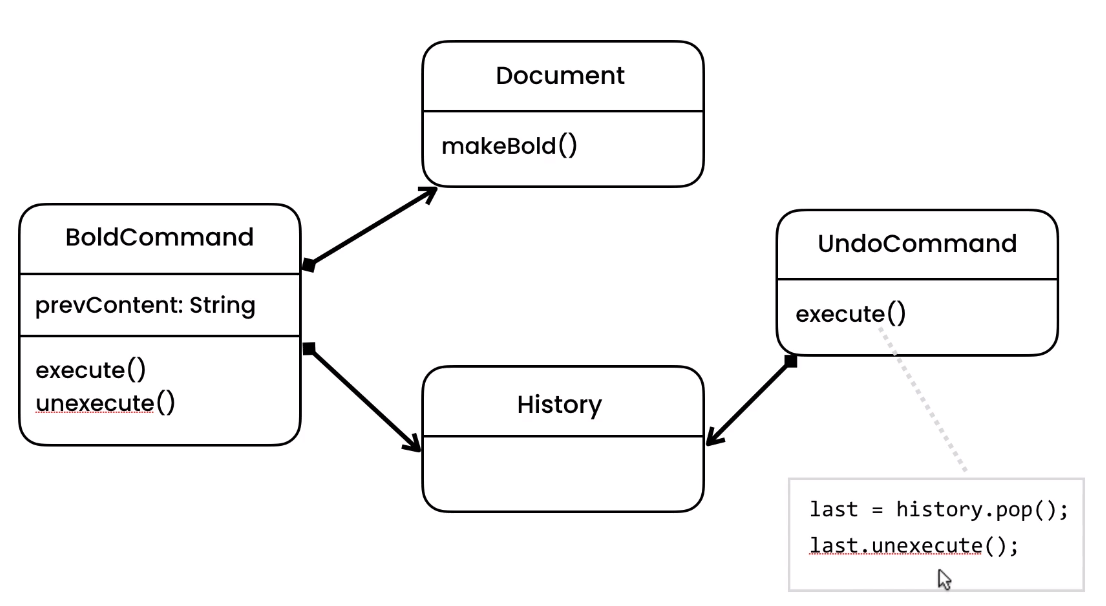 Document
makeBold()
BoldCommand
prevContent: String
execute()
unexecute()
UndoCommand
execute()
History
last = history.pop();
last.unexecute();